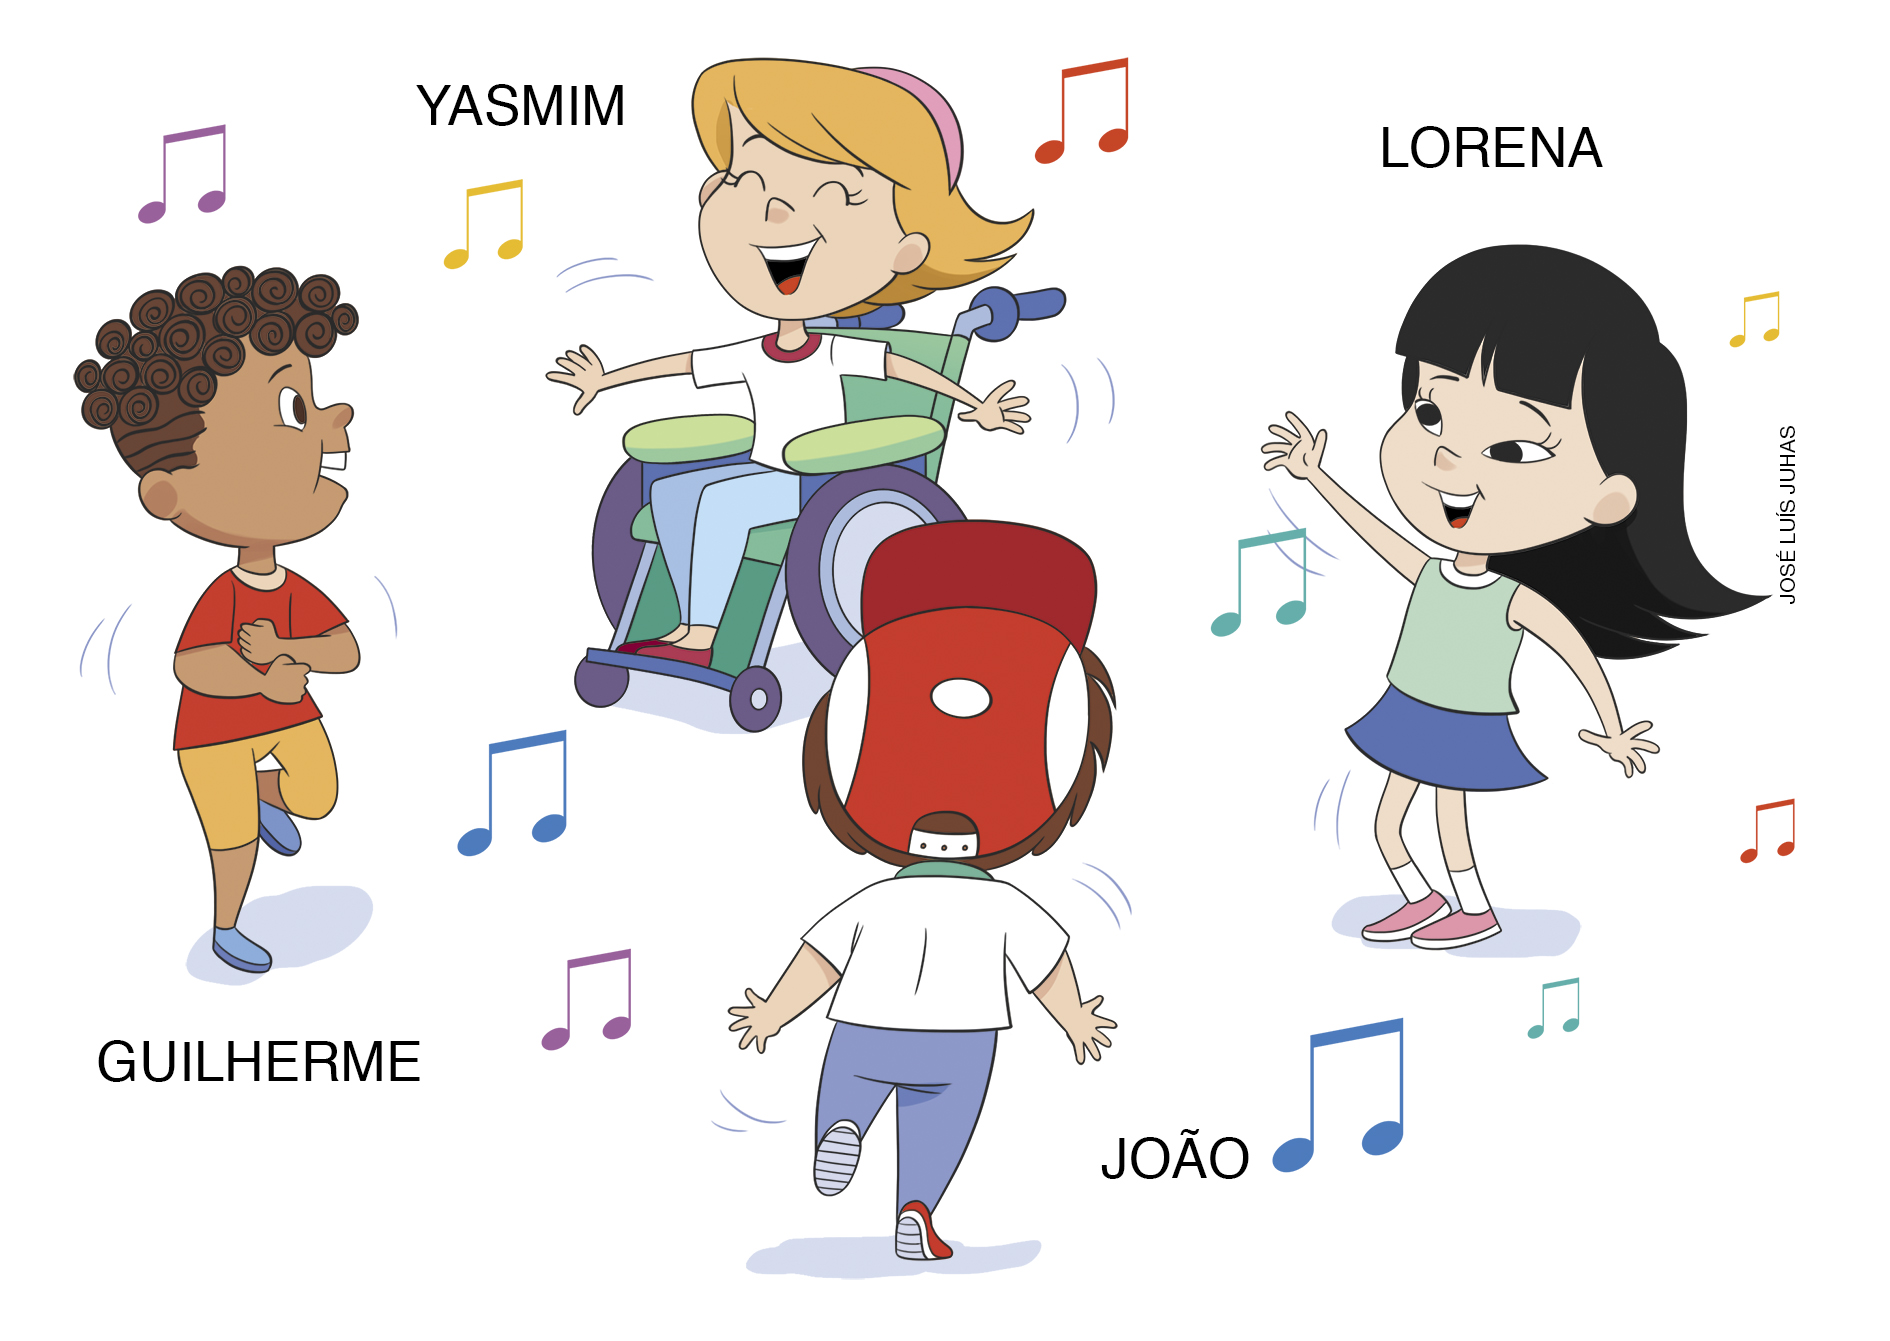 YASMIM
LORENA
GUILHERME
JOÃO
JOSÉ LUÍS JUHAS